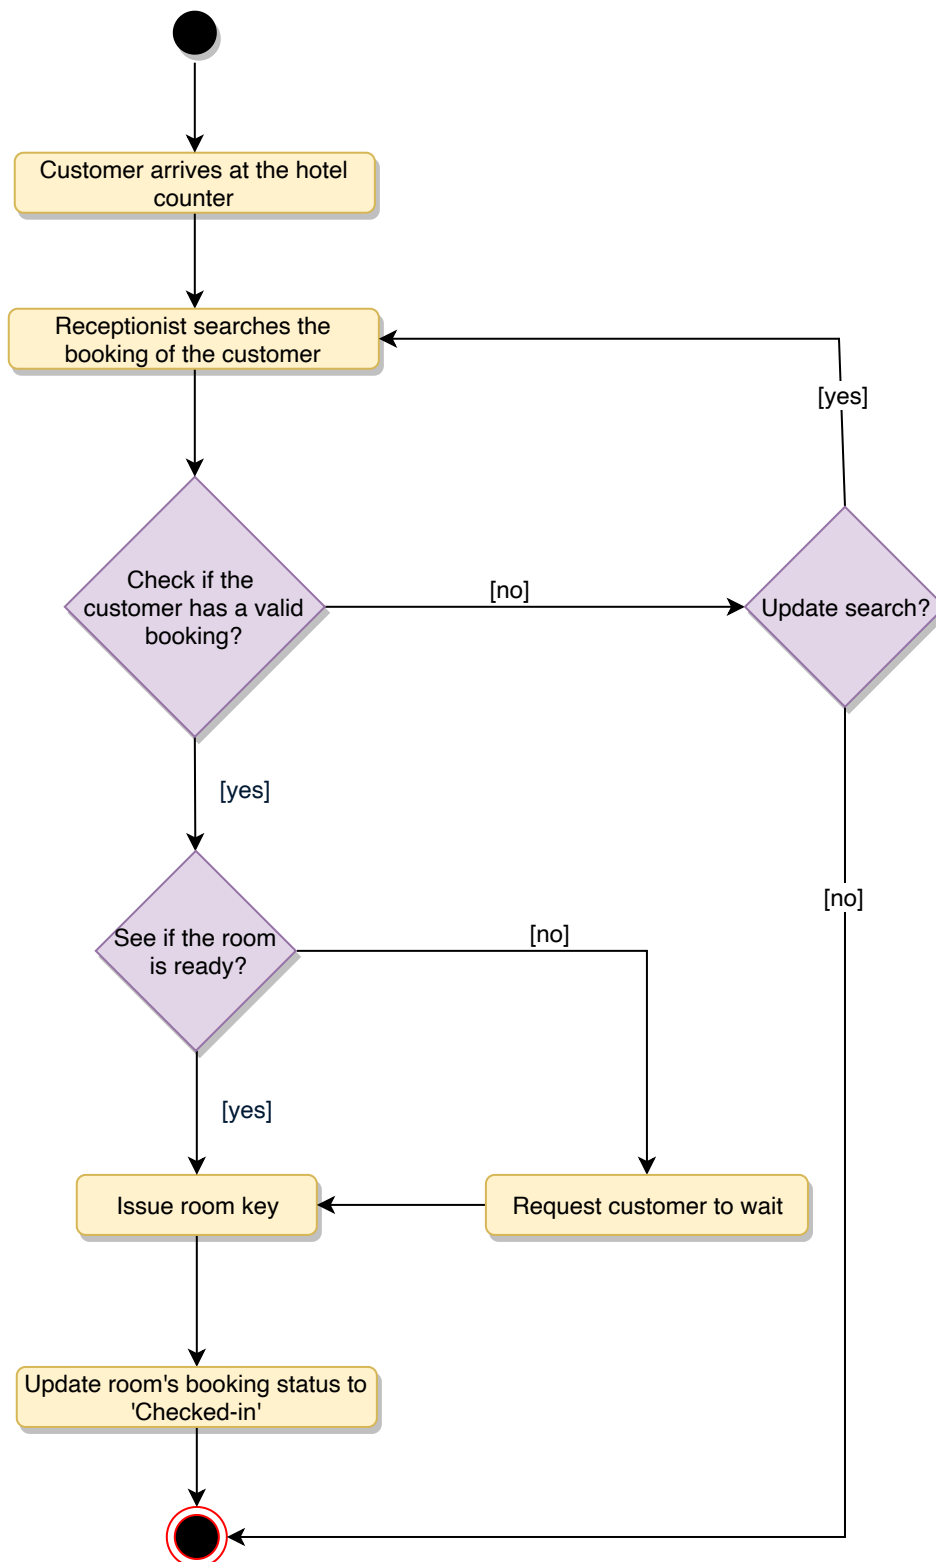 Customer arrives at the hotel
counter
Receptionist searches the
booking of the customer
[yes]
Check if the
customer has a valid
booking?
[no]
Update search?
[yes]
[no]
See if the room
is ready?
[no]
[yes]
Issue room key
Request customer to wait
Update room's booking status to
'Checked-in'